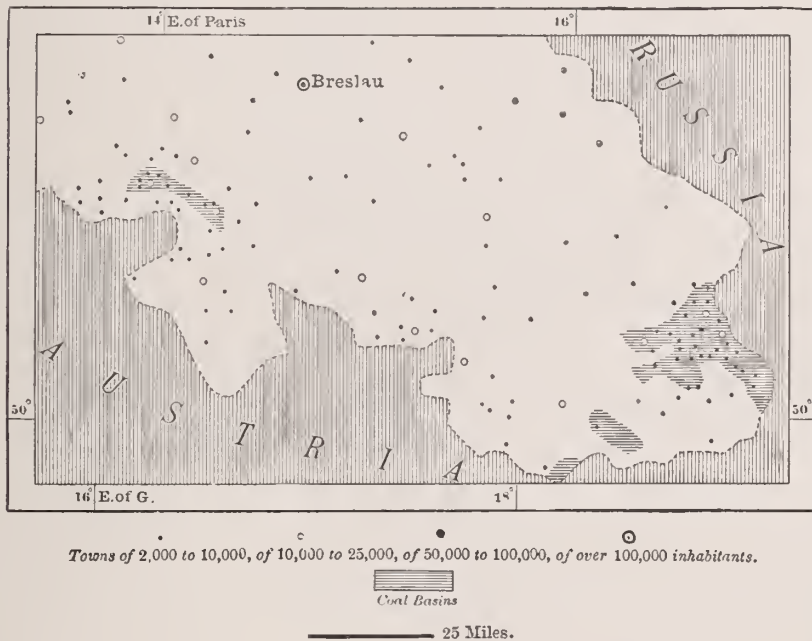 14° E. of Paris 16°
RUSSIA
Breslau
AUSTRIA
50° 50°
16° E. of G. 18°
Towns of 2,000 to 10,000, of 10,000 to 25,000, of 50,000 to 100,000, of over 100,000 inhabitants.
Coal Basins
25 Miles.